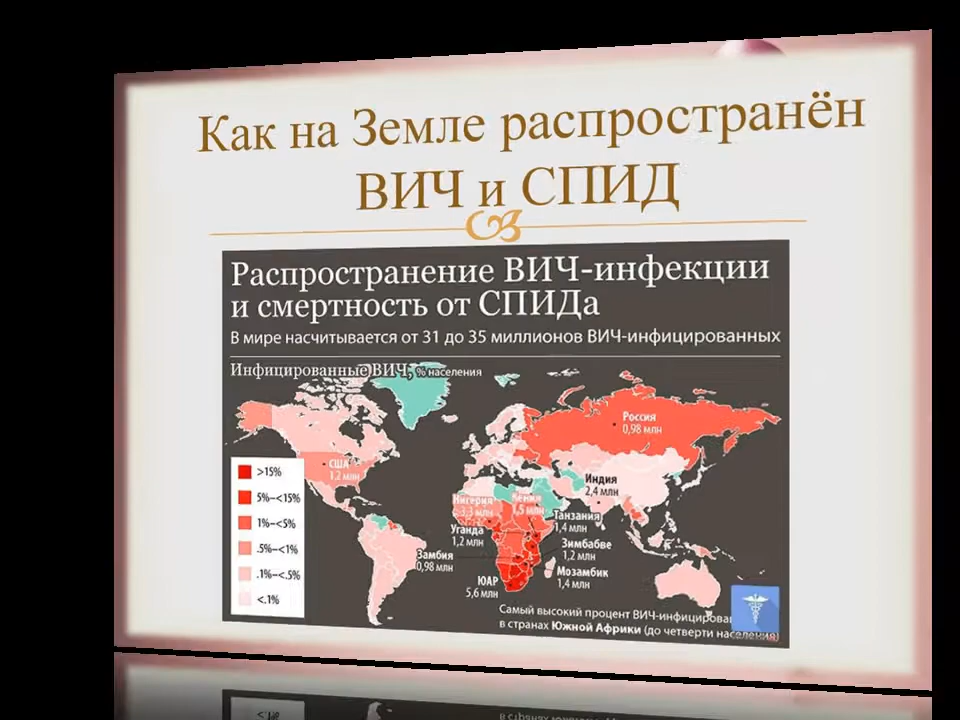 Как на Земле распространён
ВИЧ и СПИД
Распространение ВИЧ-инфекции
и смертность от СПИДа
В мире насчитывается от 31 до 35 миллионов ВИЧ-инфицированных
Инфицированные ВИЧ, % населения
Россия
0,98 млн
США
1,2 млн
>15%
5%–<15%
1%–<5%
.5%–<1%
.1%–<.5%
<.1%
Индия
2,4 млн
Нигерия
3,3 млн
Кения
1,5 млн
Танзания
1,4 млн
Уганда
1,2 млн
Зимбабве
1,2 млн
Замбия
0,98 млн
Мозамбик
1,4 млн
ЮАР
5,6 млн
Самый высокий процент ВИЧ-инфицирова
в странах Южной Африки (до четверти населения)